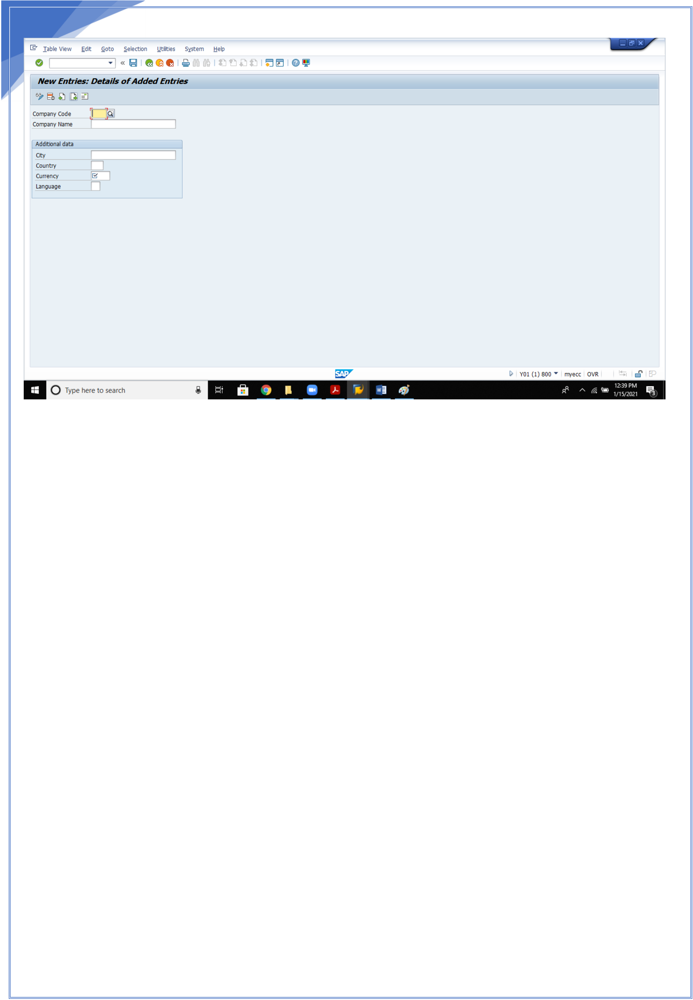 Table View Edit Goto Selection Utilities System Help
New Entries: Details of Added Entries
Company Code
Company Name
Additional data
City
Country
Currency
Language
SAP
Y01 (1) 800 myecc OVR
Type here to search
12:39 PM
1/15/2021
3